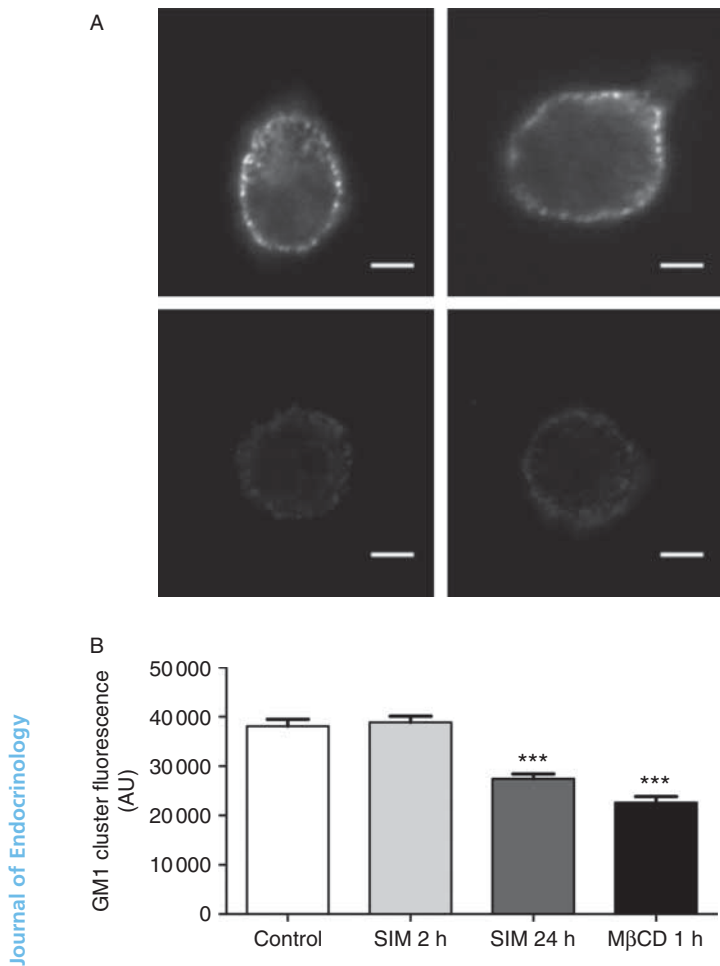 A
B
GM1 cluster fluorescence
(AU)
50 000
40 000
30 000
20 000
10 000
0
***
***
Control
SIM 2 h
SIM 24 h
MβCD 1 h
Journal of Endocrinology